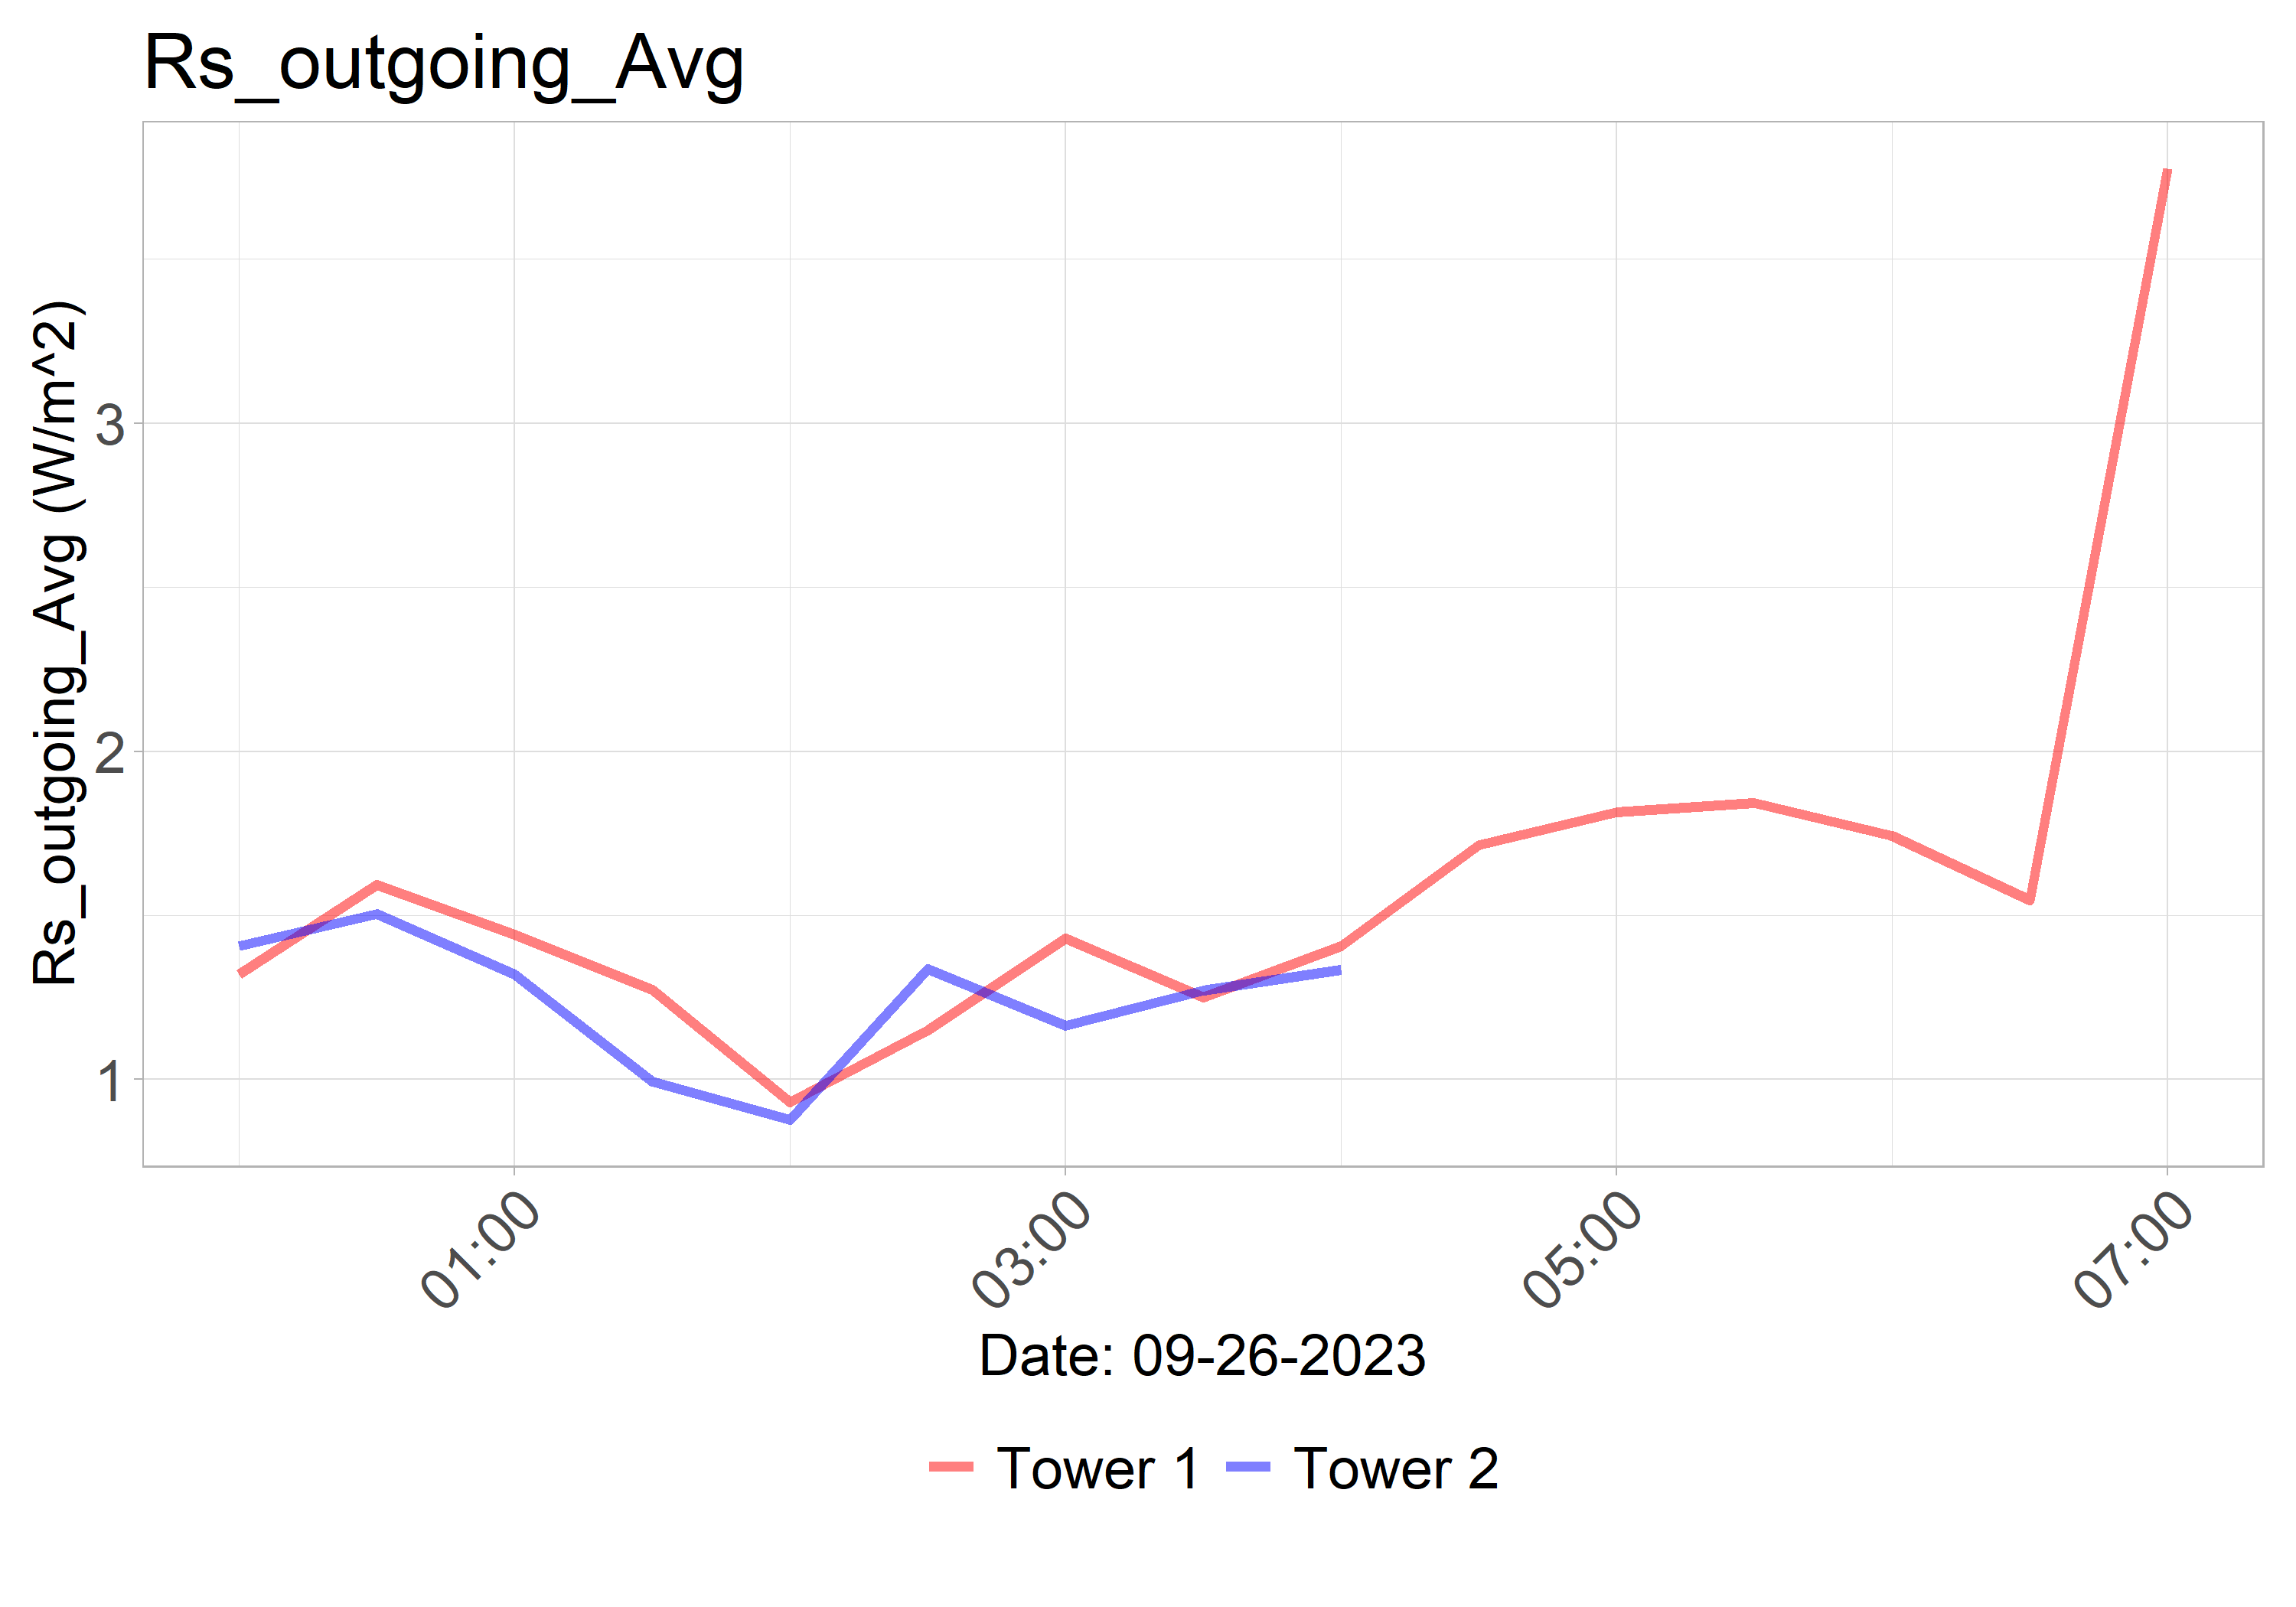 Rs_outgoing_Avg
Rs_outgoing_Avg (W/m^2)
3
2
1
01:00
03:00
05:00
07:00
Date: 09-26-2023
Tower 1
Tower 2